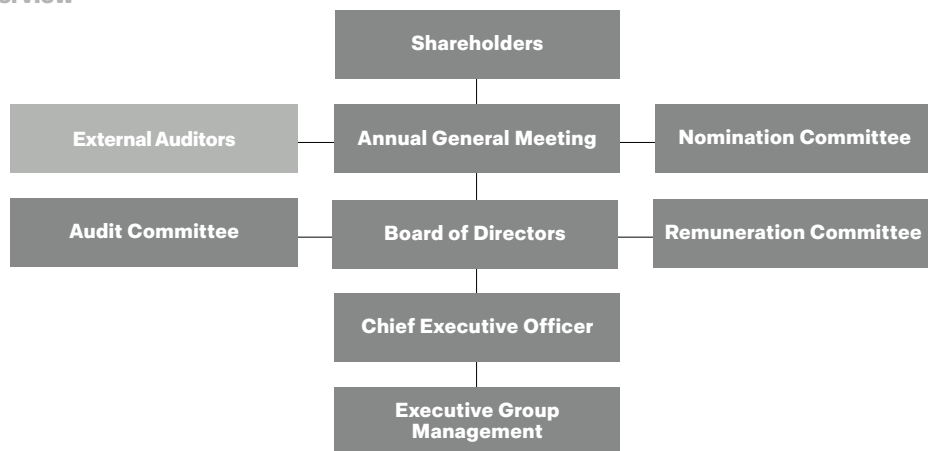 Shareholders
External Auditors
Annual General Meeting
Nomination Committee
Audit Committee
Board of Directors
Remuneration Committee
Chief Executive Officer
Executive Group
Management